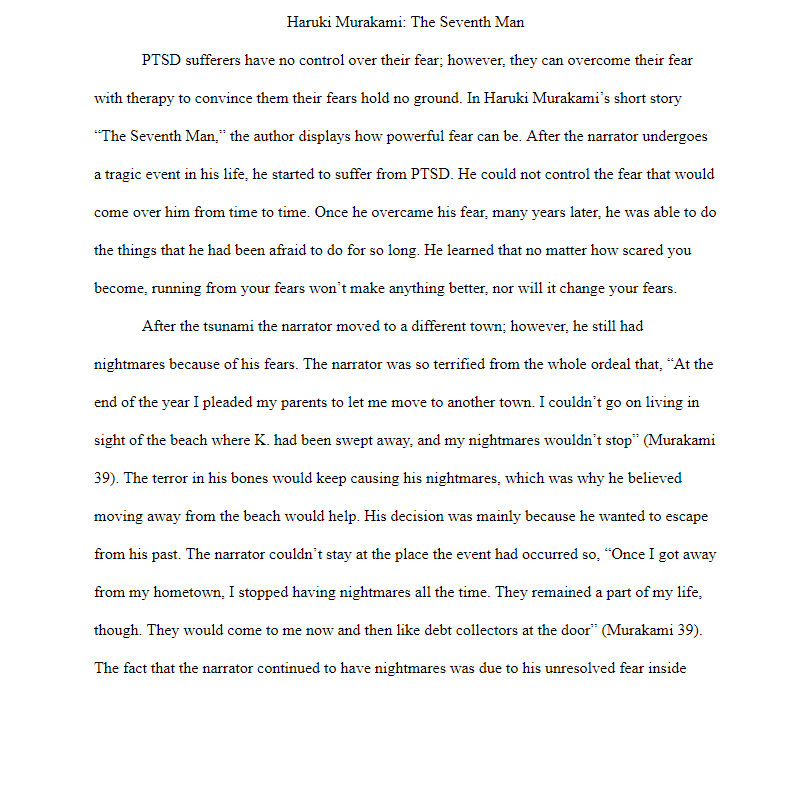 Haruki Murakami: The Seventh Man
PTSD sufferers have no control over their fear; however, they can overcome their fear
with therapy to convince them their fears hold no ground. In Haruki Murakami’s short story
“The Seventh Man,” the author displays how powerful fear can be. After the narrator undergoes
a tragic event in his life, he started to suffer from PTSD. He could not control the fear that would
come over him from time to time. Once he overcame his fear, many years later, he was able to do
the things that he had been afraid to do for so long. He learned that no matter how scared you
become, running from your fears won’t make anything better, nor will it change your fears.
After the tsunami the narrator moved to a different town; however, he still had
nightmares because of his fears. The narrator was so terrified from the whole ordeal that, “At the
end of the year I pleaded my parents to let me move to another town. I couldn’t go on living in
sight of the beach where K. had been swept away, and my nightmares wouldn’t stop” (Murakami
39). The terror in his bones would keep causing his nightmares, which was why he believed
moving away from the beach would help. His decision was mainly because he wanted to escape
from his past. The narrator couldn’t stay at the place the event had occurred so, “Once I got away
from my hometown, I stopped having nightmares all the time. They remained a part of my life,
though. They would come to me now and then like debt collectors at the door” (Murakami 39).
The fact that the narrator continued to have nightmares was due to his unresolved fear inside